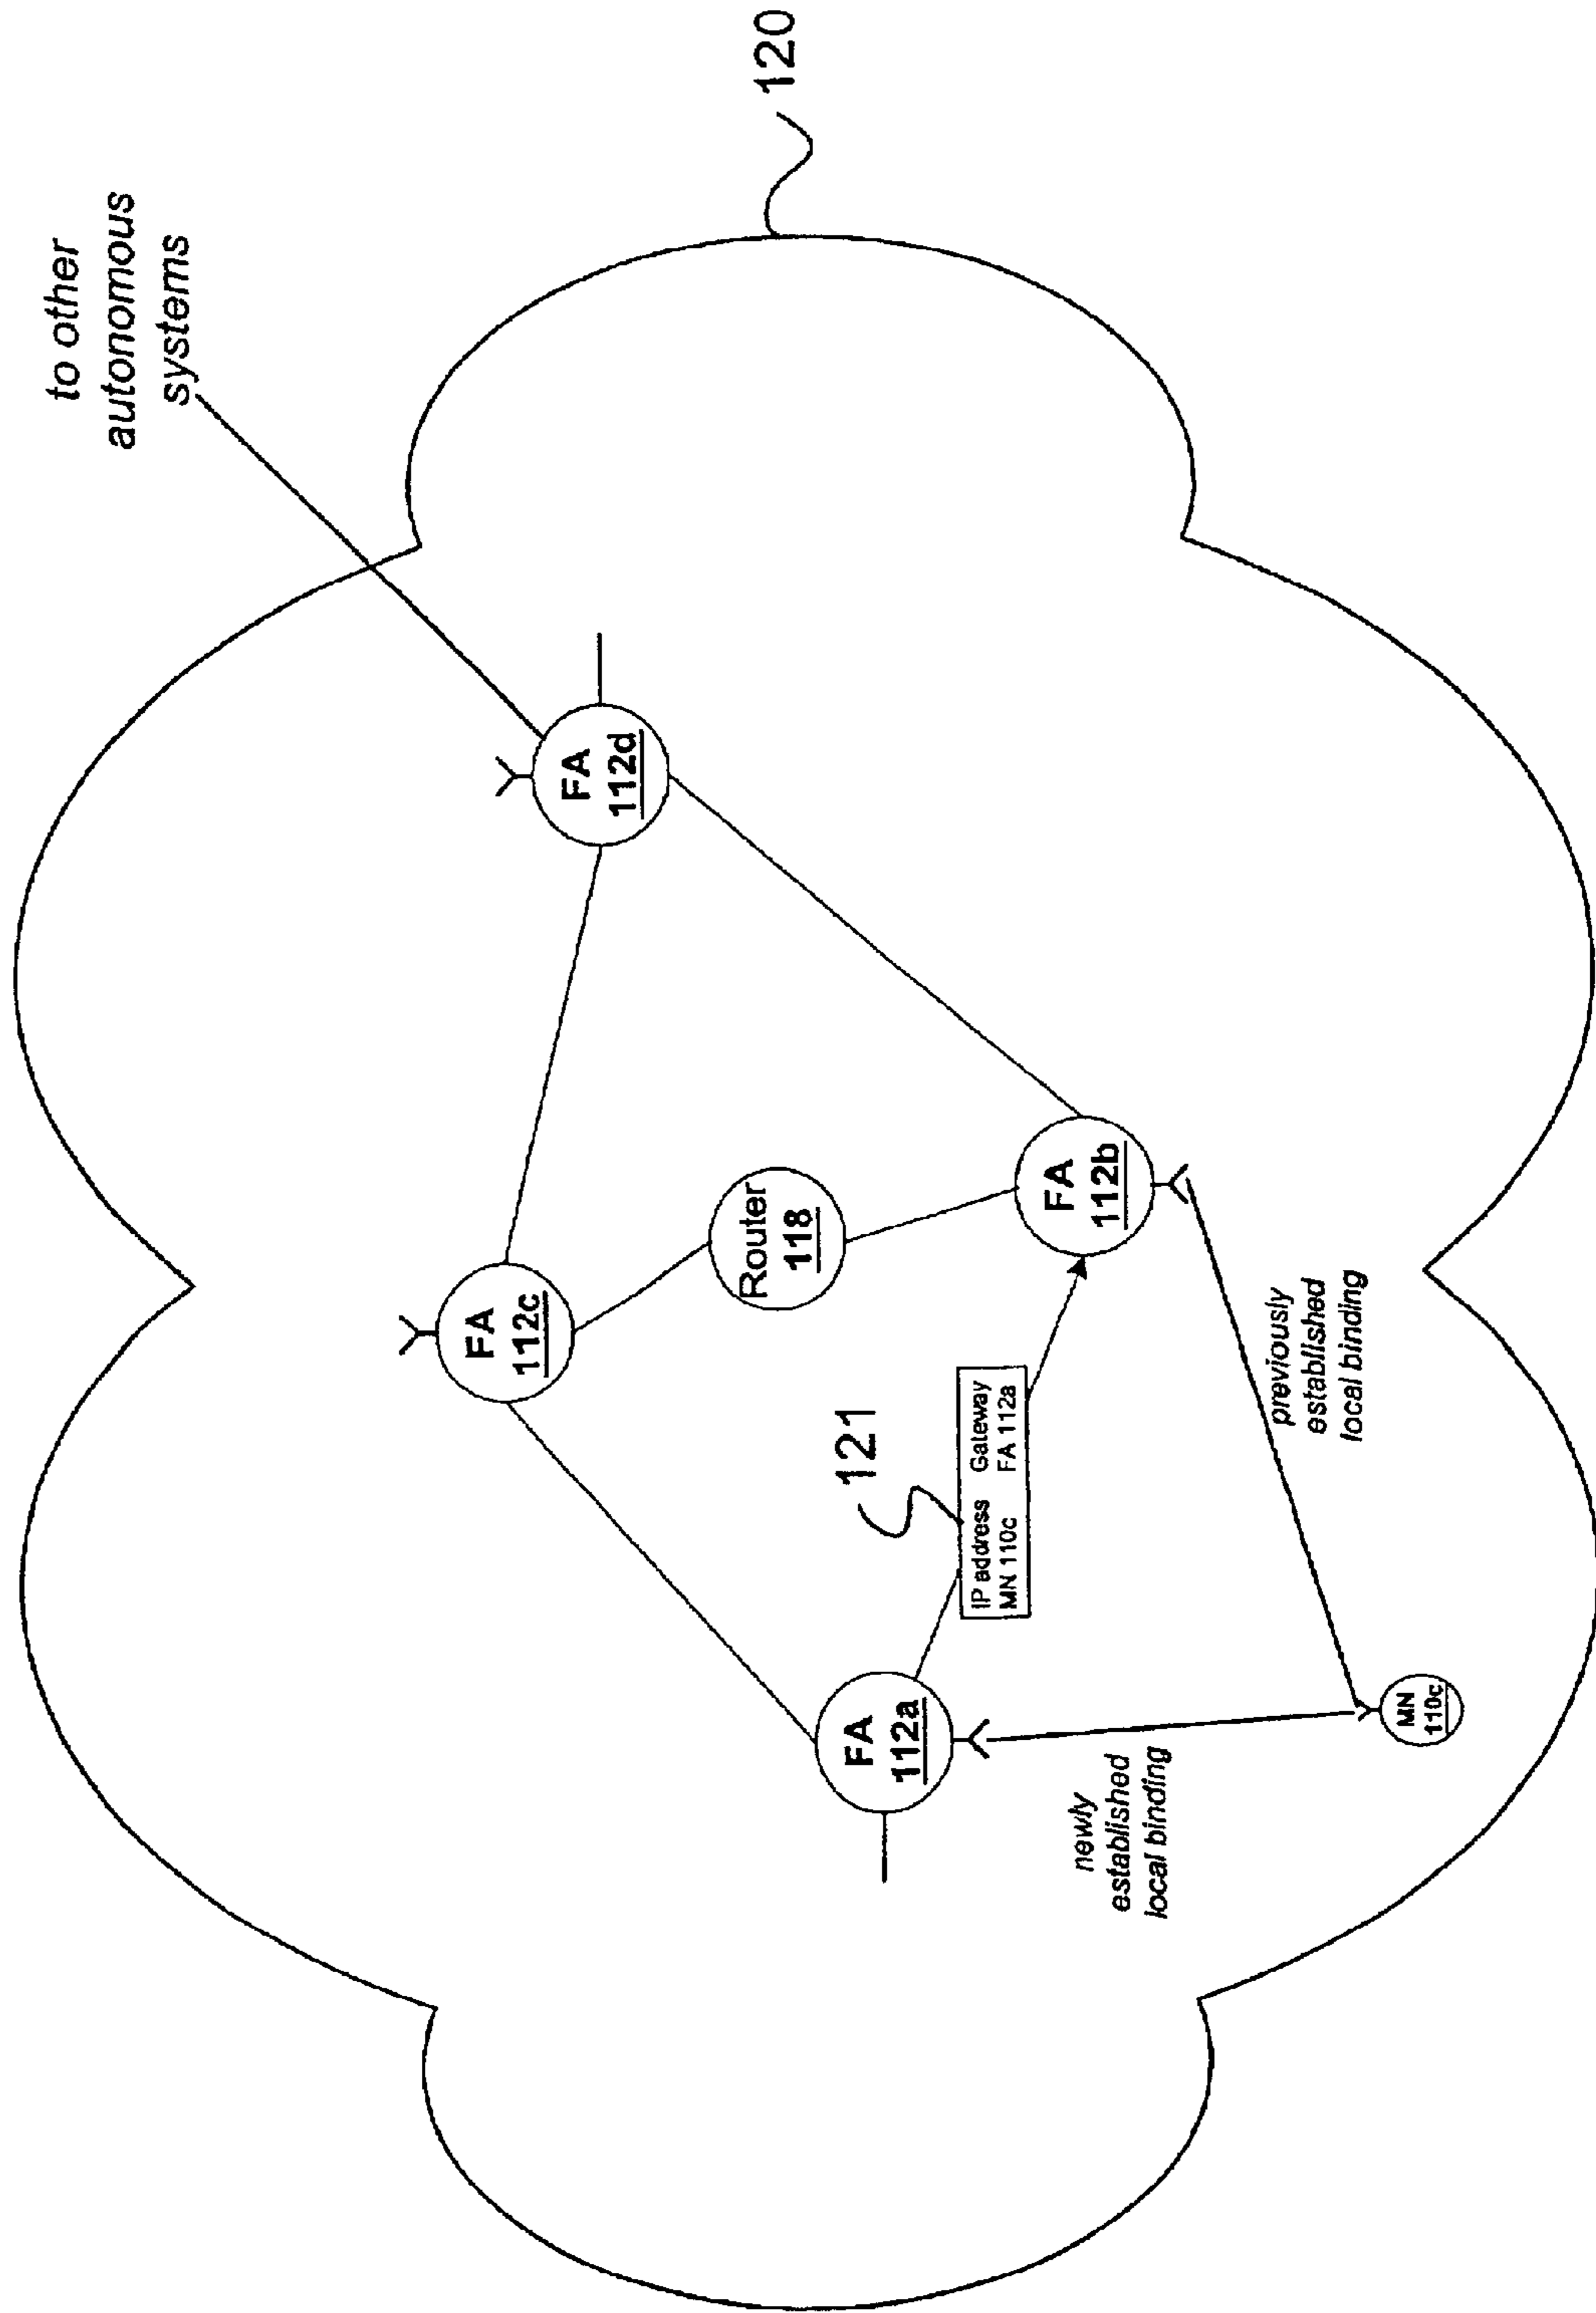 to other
autonomous
systems
120
FA
112d
FA
112c
Router
118
FA
112b
121
IP address Gateway
MN 110c FA 112a
FA
112a
previously
established
local binding
newly
established
local binding
MN
110c